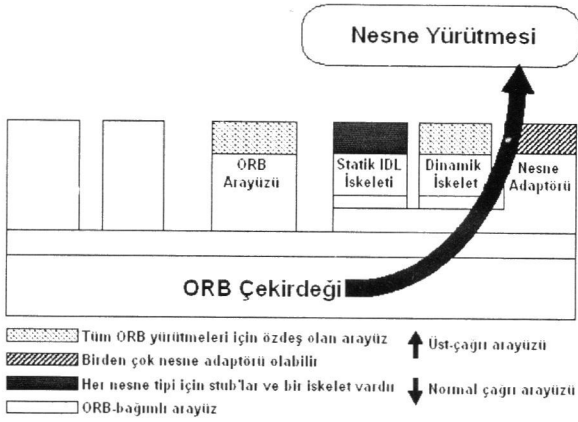 Nesne Yürütmesi
ORB
Arayüzü
Statik IDL
İskeleti
Dinamik
İskelet
Nesne
Adaptörü
ORB Çekirdeği
Tüm ORB yürütmeleri için özdeş olan arayüz
Birden çok nesne adaptörü olabilir
Her nesne tipi için stub'lar ve bir iskelet vardır
ORB-bağımlı arayüz
Üst-çağrı arayüzü
Normal çağrı arayüzü